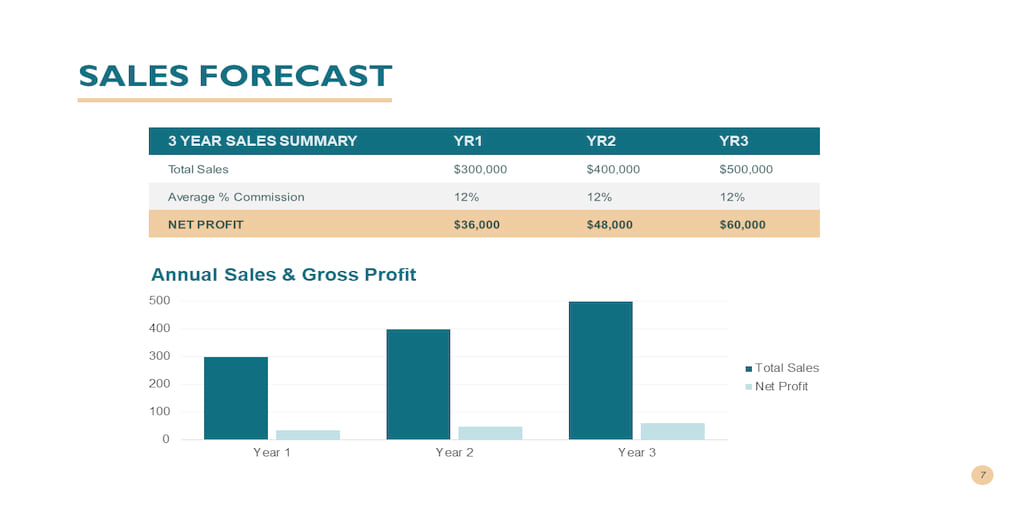 SALES FORECAST
3 YEAR SALES SUMMARY YR1 YR2 YR3
Total Sales $300,000 $400,000 $500,000
Average % Commission 12% 12% 12%
NET PROFIT $36,000 $48,000 $60,000
Annual Sales & Gross Profit
500
400
300
200
100
0
Year 1 Year 2 Year 3
Total Sales
Net Profit
7